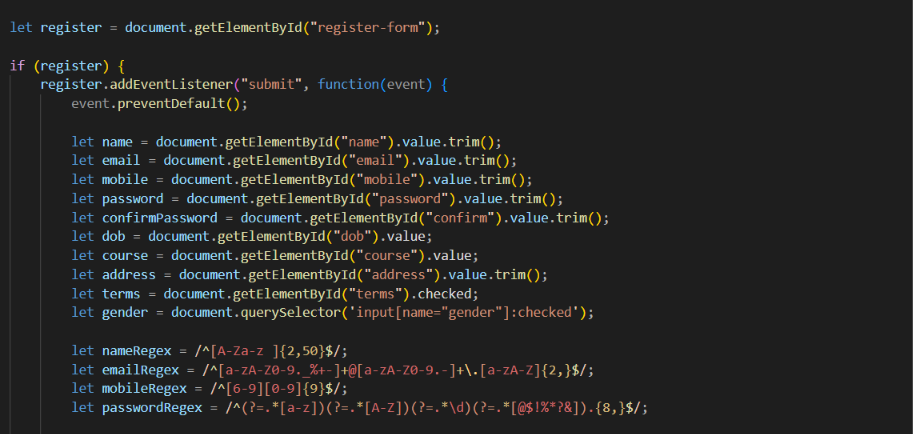 let register = document.getElementById("register-form");
if (register) {
register.addEventListener("submit", function(event) {
event.preventDefault();
let name = document.getElementById("name").value.trim();
let email = document.getElementById("email").value.trim();
let mobile = document.getElementById("mobile").value.trim();
let password = document.getElementById("password").value.trim();
let confirmPassword = document.getElementById("confirm").value.trim();
let dob = document.getElementById("dob").value;
let course = document.getElementById("course").value;
let address = document.getElementById("address").value.trim();
let terms = document.getElementById("terms").checked;
let gender = document.querySelector('input[name="gender"]:checked');
let nameRegex = /^[A-Za-z ]{2,50}$/;
let emailRegex = /^[a-zA-Z0-9._%+-]+@[a-zA-Z0-9.-]+\.[a-zA-Z]{2,}$/;
let mobileRegex = /^[6-9][0-9]{9}$/;
let passwordRegex = /^(?=.*[a-z])(?=.*[A-Z])(?=.*\d)(?=.*[@$!%*?&]).{8,}$/;